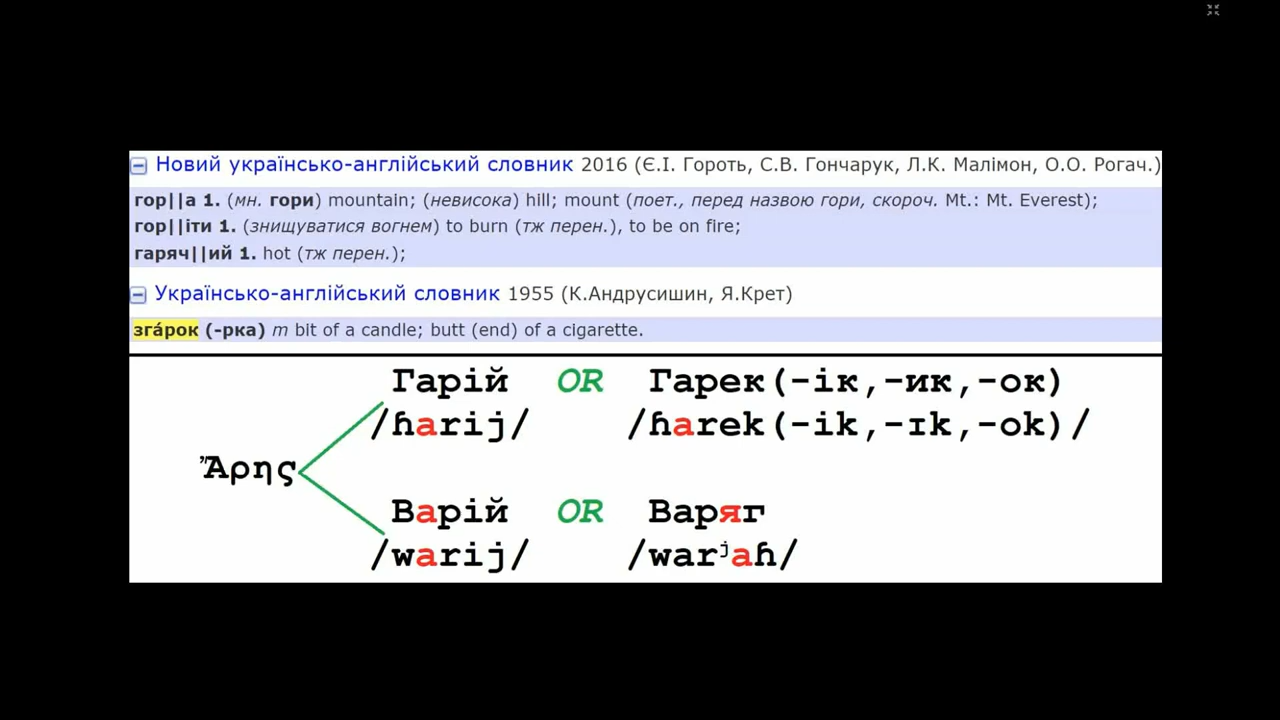 Новий українсько-англійський словник 2016 (Є.І. Гороть, С.В. Гончарук, Л.К. Малімон, О.О. Рогач.)
гор||а 1. (мн. гори) mountain; (невисока) hill; mount (поет., перед назвою гори, скороч. Mt.: Mt. Everest);
гор||іти 1. (знищуватися вогнем) to burn (тж перен.), to be on fire;
гаряч||ий 1. hot (тж перен.);
Українсько-англійський словник 1955 (К.Андрусишин, Я.Крет)
зга́рок (-рка) m bit of a candle; butt (end) of a cigarette.
Гарій OR Гарек(-ік,-ик,-ок)
/ɦarij/ /ɦarek(-ik,-ɪk,-ok)/
Ἄρης
Варій OR Варяг
/warij/ /warʲaɦ/